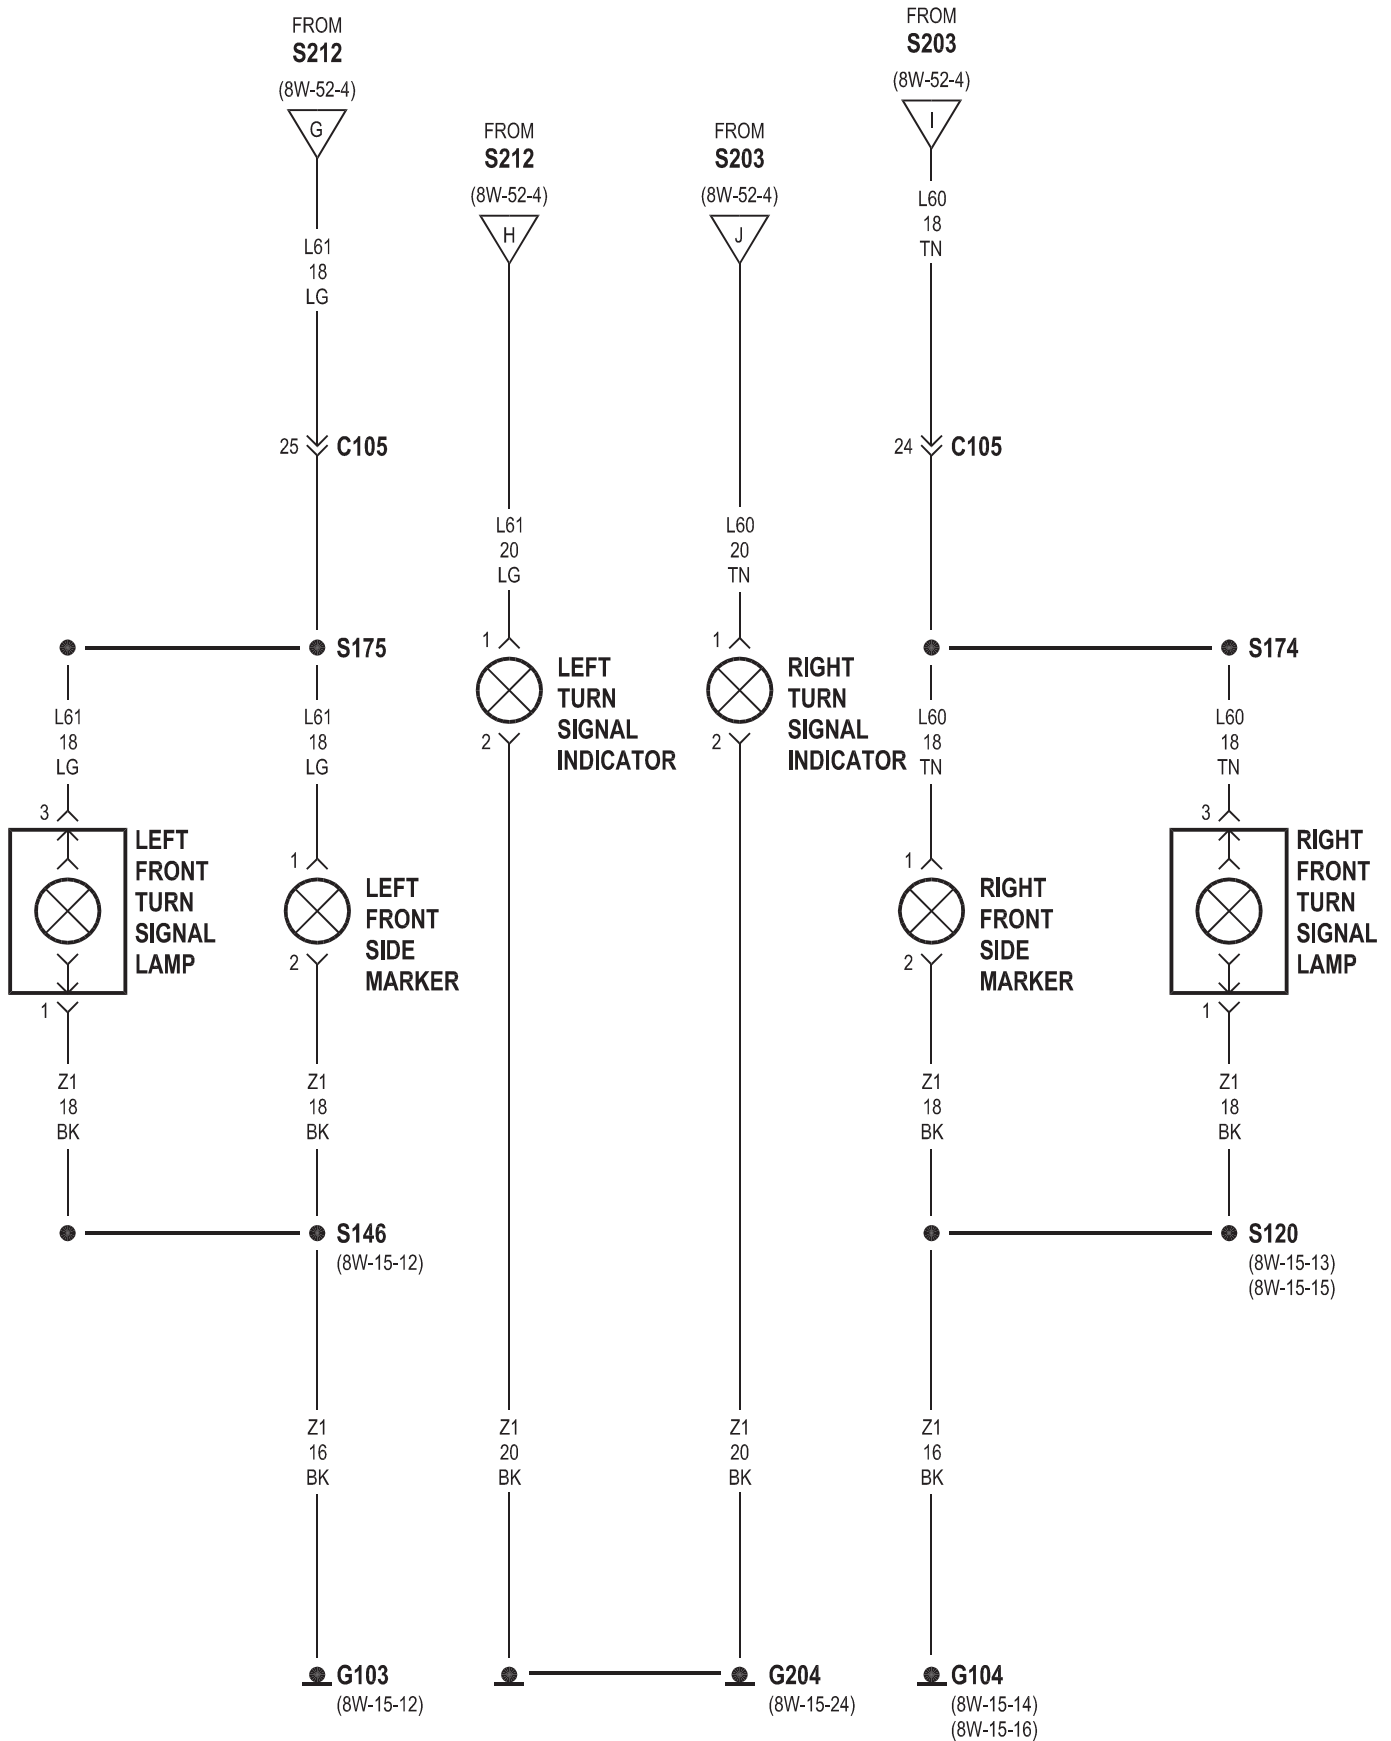 FROM
S212
(8W-52-4)
G
L61
18
LG
25
C105
FROM
S212
(8W-52-4)
H
L61
20
LG
FROM
S203
(8W-52-4)
J
L60
20
TN
FROM
S203
(8W-52-4)
I
L60
18
TN
24
C105
S175
L61
18
LG
3
LEFT
FRONT
TURN
SIGNAL
LAMP
1
Z1
18
BK
L61
18
LG
1
LEFT
FRONT
SIDE
MARKER
2
Z1
18
BK
1
LEFT
TURN
SIGNAL
INDICATOR
2
1
RIGHT
TURN
SIGNAL
INDICATOR
2
S174
L60
18
TN
1
RIGHT
FRONT
SIDE
MARKER
2
Z1
18
BK
L60
18
TN
3
RIGHT
FRONT
TURN
SIGNAL
LAMP
1
Z1
18
BK
S146
(8W-15-12)
S120
(8W-15-13)
(8W-15-15)
Z1
16
BK
Z1
20
BK
Z1
20
BK
Z1
16
BK
G103
(8W-15-12)
G204
(8W-15-24)
G104
(8W-15-14)
(8W-15-16)